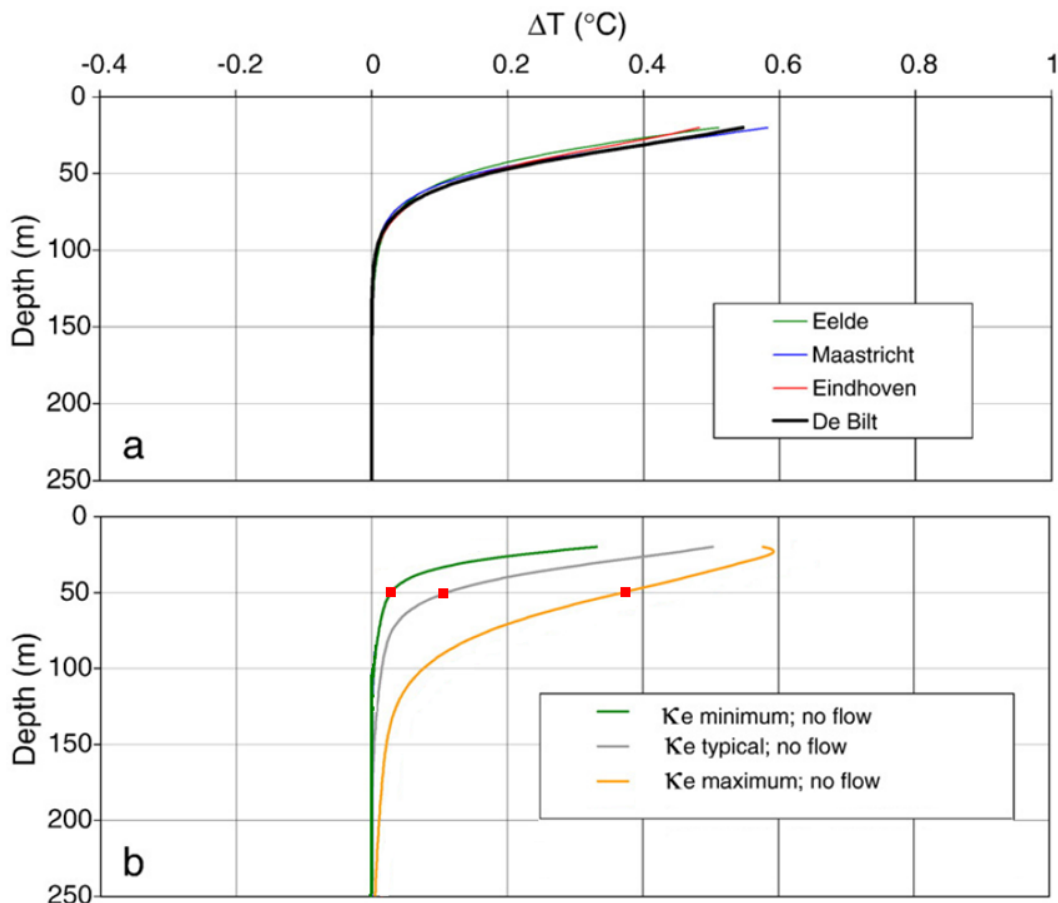 ΔT (°C)
-0.4 -0.2 0 0.2 0.4 0.6 0.8 1
0
50
100
150
200
250
Depth (m)
Eelde
Maastricht
Eindhoven
De Bilt
a
0
50
100
150
200
250
Depth (m)
κe minimum; no flow
κe typical; no flow
κe maximum; no flow
b